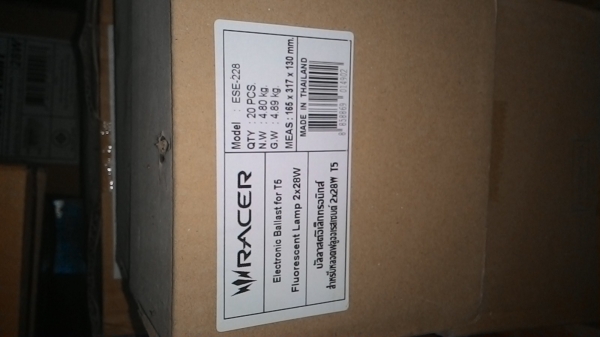 RACER
Electronic Ballast for T5
Fluorescent Lamp 2x28W
บัลลาสต์อิเล็กทรอนิกส์
สำหรับหลอดฟลูออเรสเซนต์ 2x28W T5
Model : ESE-228
QTY : 20 PCS.
N.W : 4.80 kg.
G.W : 4.89 kg.
MEAS : 165 x 317 x 130 mm.
MADE IN THAILAND